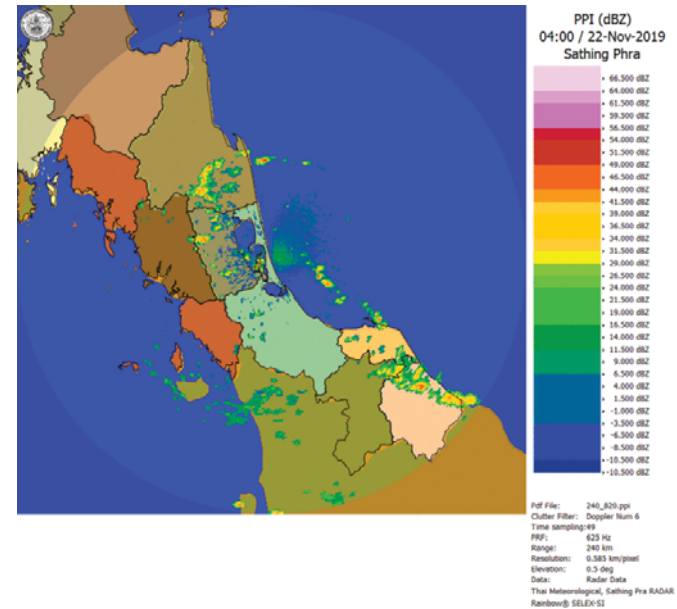 PPI (dBZ)
04:00 / 22-Nov-2019
Sathing Phra
66.500 dBZ
64.000 dBZ
61.500 dBZ
59.500 dBZ
56.500 dBZ
54.000 dBZ
51.500 dBZ
49.000 dBZ
46.500 dBZ
44.000 dBZ
41.500 dBZ
39.000 dBZ
36.500 dBZ
34.000 dBZ
31.500 dBZ
29.000 dBZ
26.500 dBZ
24.000 dBZ
21.500 dBZ
19.000 dBZ
16.500 dBZ
14.000 dBZ
11.500 dBZ
9.000 dBZ
6.500 dBZ
4.000 dBZ
1.500 dBZ
-1.000 dBZ
-3.500 dBZ
-6.500 dBZ
-8.500 dBZ
-10.500 dBZ
-10.500 dBZ
Pdf File: 240_820.ppi
Clutter Filter: Doppler Num 6
Time sampling:49
PRF: 625 Hz
Range: 240 km
Resolution: 0.585 km/pixel
Elevation: 0.5 deg
Data: Radar Data
Thai Meteorological, Sathing Pra RADAR
Rainbow® SELEX-SI